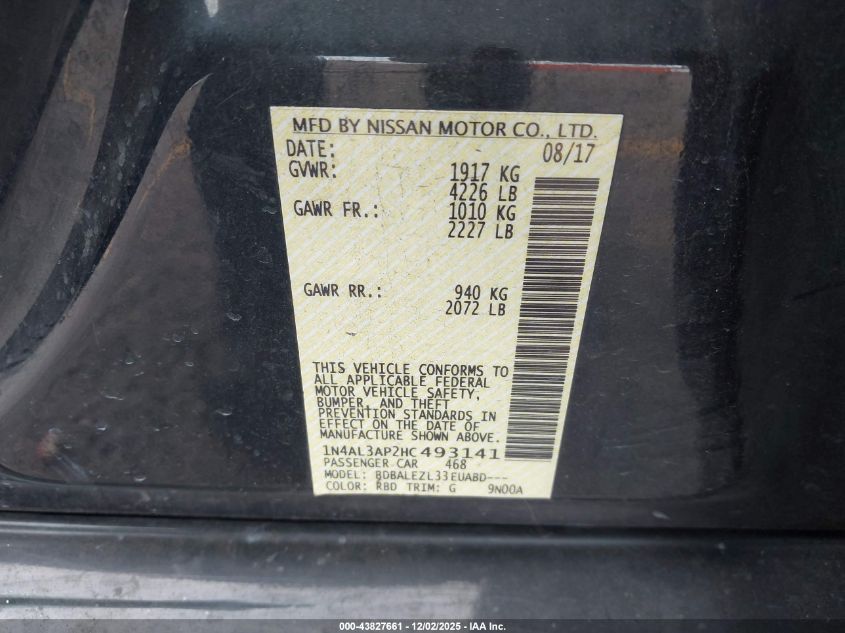 MFD BY NISSAN MOTOR CO., LTD.
DATE: 08/17
GVWR: 1917 KG
4226 LB
GAWR FR.: 1010 KG
2227 LB
GAWR RR.: 940 KG
2072 LB
THIS VEHICLE CONFORMS TO
ALL APPLICABLE FEDERAL
MOTOR VEHICLE SAFETY,
BUMPER, AND THEFT
PREVENTION STANDARDS IN
EFFECT ON THE DATE OF
MANUFACTURE SHOWN ABOVE.
1N4AL3AP2HC493141
PASSENGER CAR 468
MODEL: BDBALEZL33EUABD---
COLOR: RBD TRIM: G 9N00A
000-43827661 - 12/02/2025 - IAA Inc.